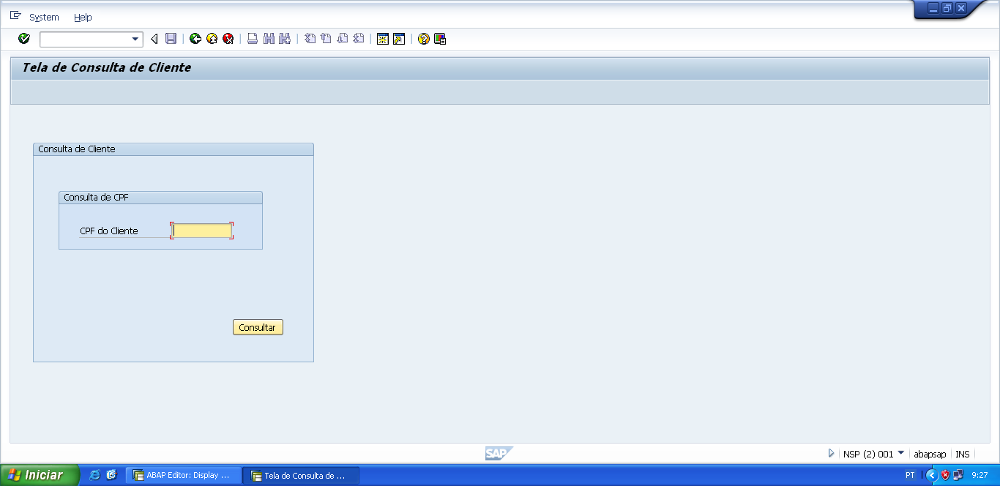 System Help
Tela de Consulta de Cliente
Consulta de Cliente
Consulta de CPF
CPF do Cliente
Consultar
SAP
NSP (2) 001 abapsap INS
Iniciar ABAP Editor: Display ... Tela de Consulta de ... PT 9:27